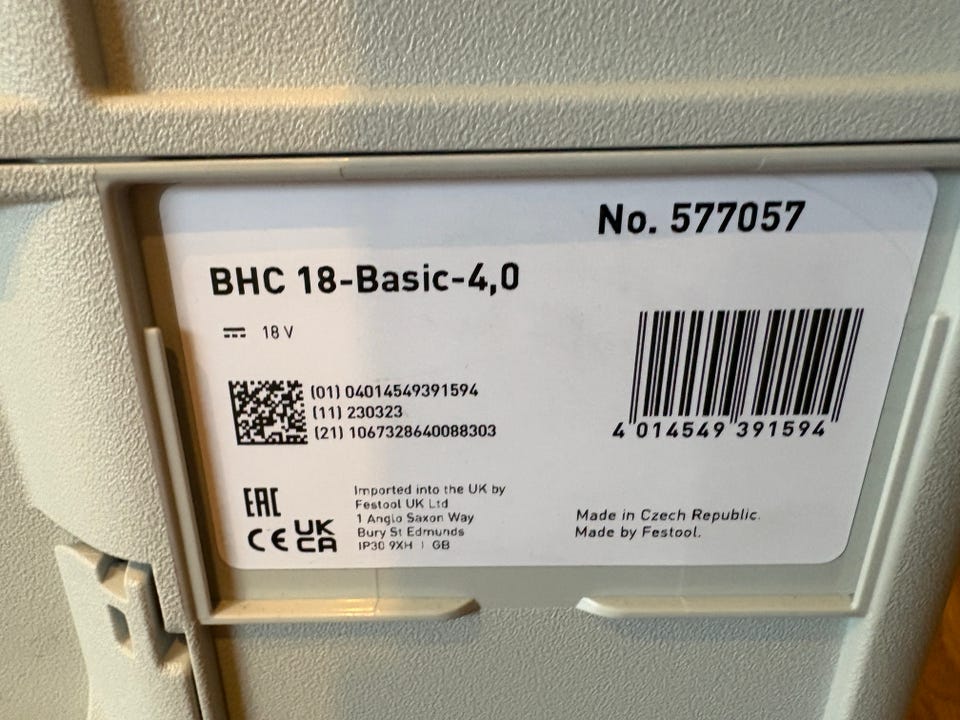 No. 577057
BHC 18-Basic-4,0
18 V
(01) 04014549391594
(11) 230323
(21) 1067328640088303
4 014549 391594
EAC
CE UK
CA
Imported into the UK by
Festool UK Ltd
1 Anglo Saxon Way
Bury St Edmunds
IP30 9XH | GB
Made in Czech Republic.
Made by Festool.